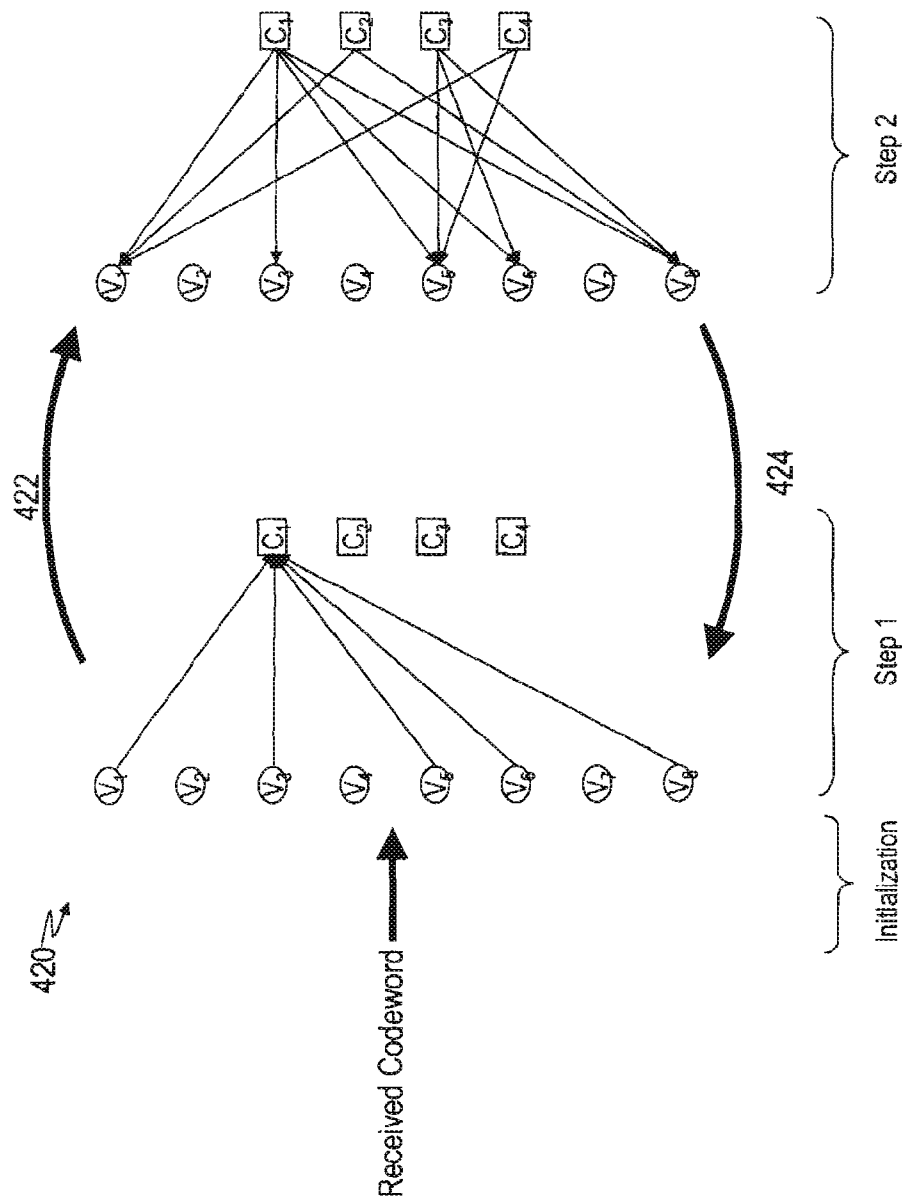 420
Received Codeword
Initialization
V1
V2
V3
V4
V5
V6
V7
V8
C1
C2
C3
C4
Step 1
422
424
V1
V2
V3
V4
V5
V6
V7
V8
C1
C2
C3
C4
Step 2